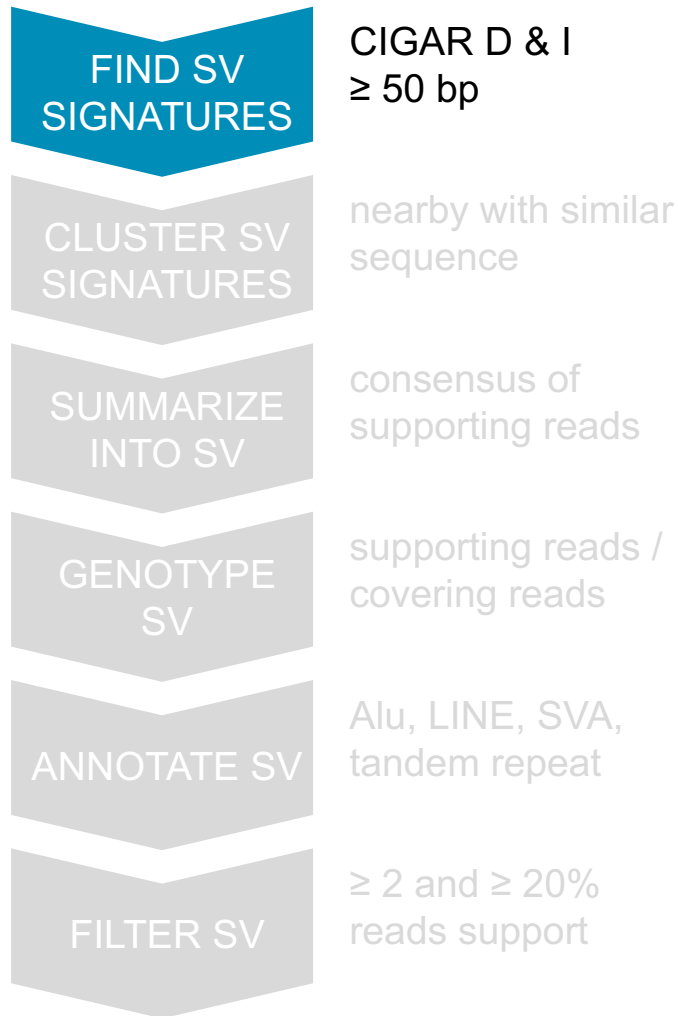 FIND SV
SIGNATURES
CIGAR D & I
≥ 50 bp
CLUSTER SV
SIGNATURES
nearby with similar
sequence
SUMMARIZE
INTO SV
consensus of
supporting reads
GENOTYPE
SV
supporting reads /
covering reads
ANNOTATE SV
Alu, LINE, SVA,
tandem repeat
FILTER SV
≥ 2 and ≥ 20%
reads support